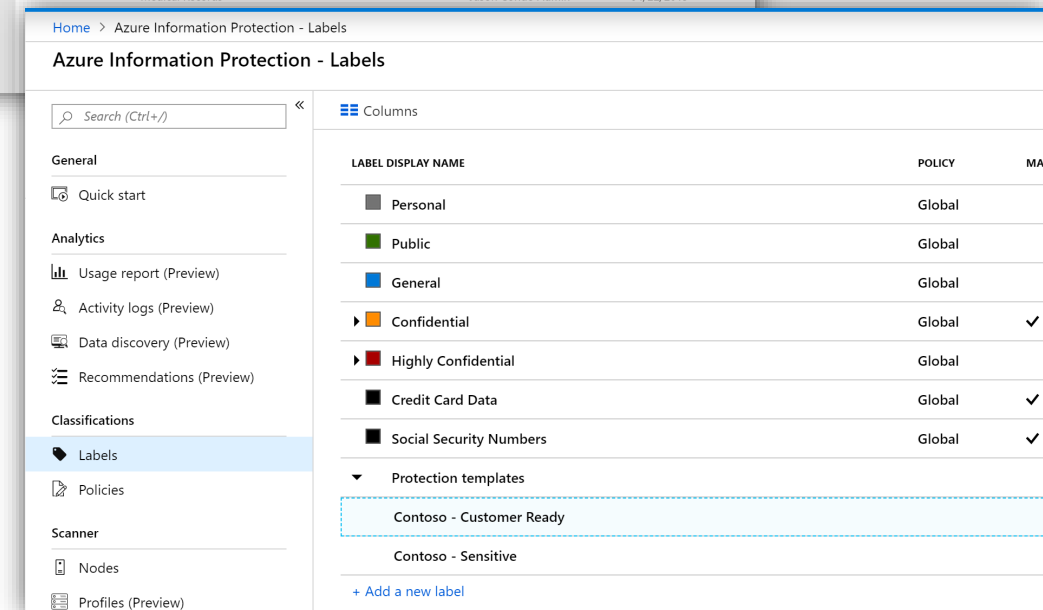 Home > Azure Information Protection - Labels
Azure Information Protection - Labels
Search (Ctrl+/)
«
General
Quick start
Analytics
Usage report (Preview)
Activity logs (Preview)
Data discovery (Preview)
Recommendations (Preview)
Classifications
Labels
Policies
Scanner
Nodes
Profiles (Preview)
Columns
LABEL DISPLAY NAME POLICY MA
Personal Global
Public Global
General Global
Confidential Global
Highly Confidential Global
Credit Card Data Global
Social Security Numbers Global
Protection templates
Contoso - Customer Ready
Contoso - Sensitive
+ Add a new label